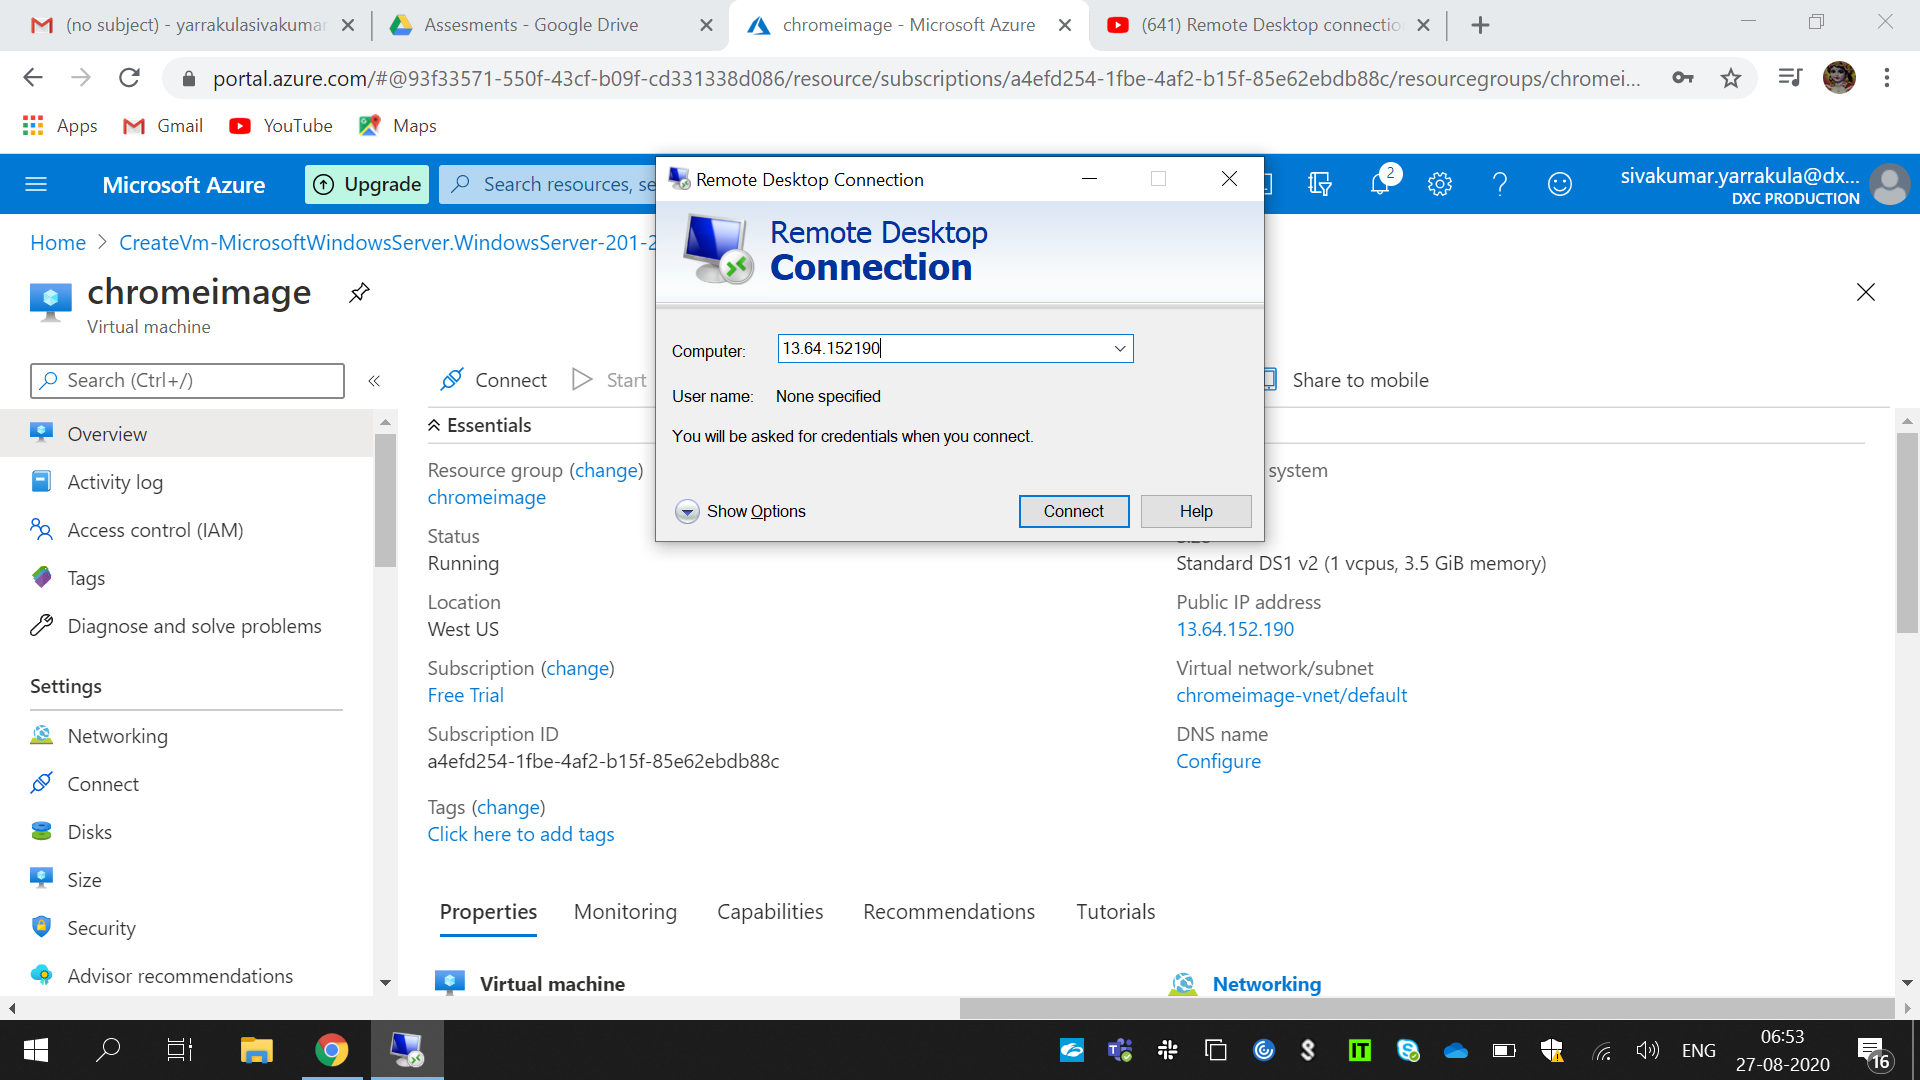 (no subject) - yarrakulasivakumar
Assesments - Google Drive
chromeimage - Microsoft Azure
(641) Remote Desktop connectio
portal.azure.com/#@93f33571-550f-43cf-b09f-cd331338d086/resource/subscriptions/a4efd254-1fbe-4af2-b15f-85e62ebdb88c/resourcegroups/chromei...
Apps
Gmail
YouTube
Maps
Microsoft Azure
Upgrade
Search resources, se
2
sivakumar.yarrakula@dx...
DXC PRODUCTION
Home > CreateVm-MicrosoftWindowsServer.WindowsServer-201-2
chromeimage
Virtual machine
Search (Ctrl+/)
Overview
Activity log
Access control (IAM)
Tags
Diagnose and solve problems
Settings
Networking
Connect
Disks
Size
Security
Advisor recommendations
Connect
Start
Share to mobile
Essentials
Resource group (change)
chromeimage
Status
Running
Location
West US
Subscription (change)
Free Trial
Subscription ID
a4efd254-1fbe-4af2-b15f-85e62ebdb88c
Tags (change)
Click here to add tags
system
Size
Standard DS1 v2 (1 vcpus, 3.5 GiB memory)
Public IP address
13.64.152.190
Virtual network/subnet
chromeimage-vnet/default
DNS name
Configure
Properties
Monitoring
Capabilities
Recommendations
Tutorials
Virtual machine
Networking
Remote Desktop Connection
Remote Desktop
Connection
Computer:
13.64.152190
User name:
None specified
You will be asked for credentials when you connect.
Show Options
Connect
Help
ENG
06:53
27-08-2020
16